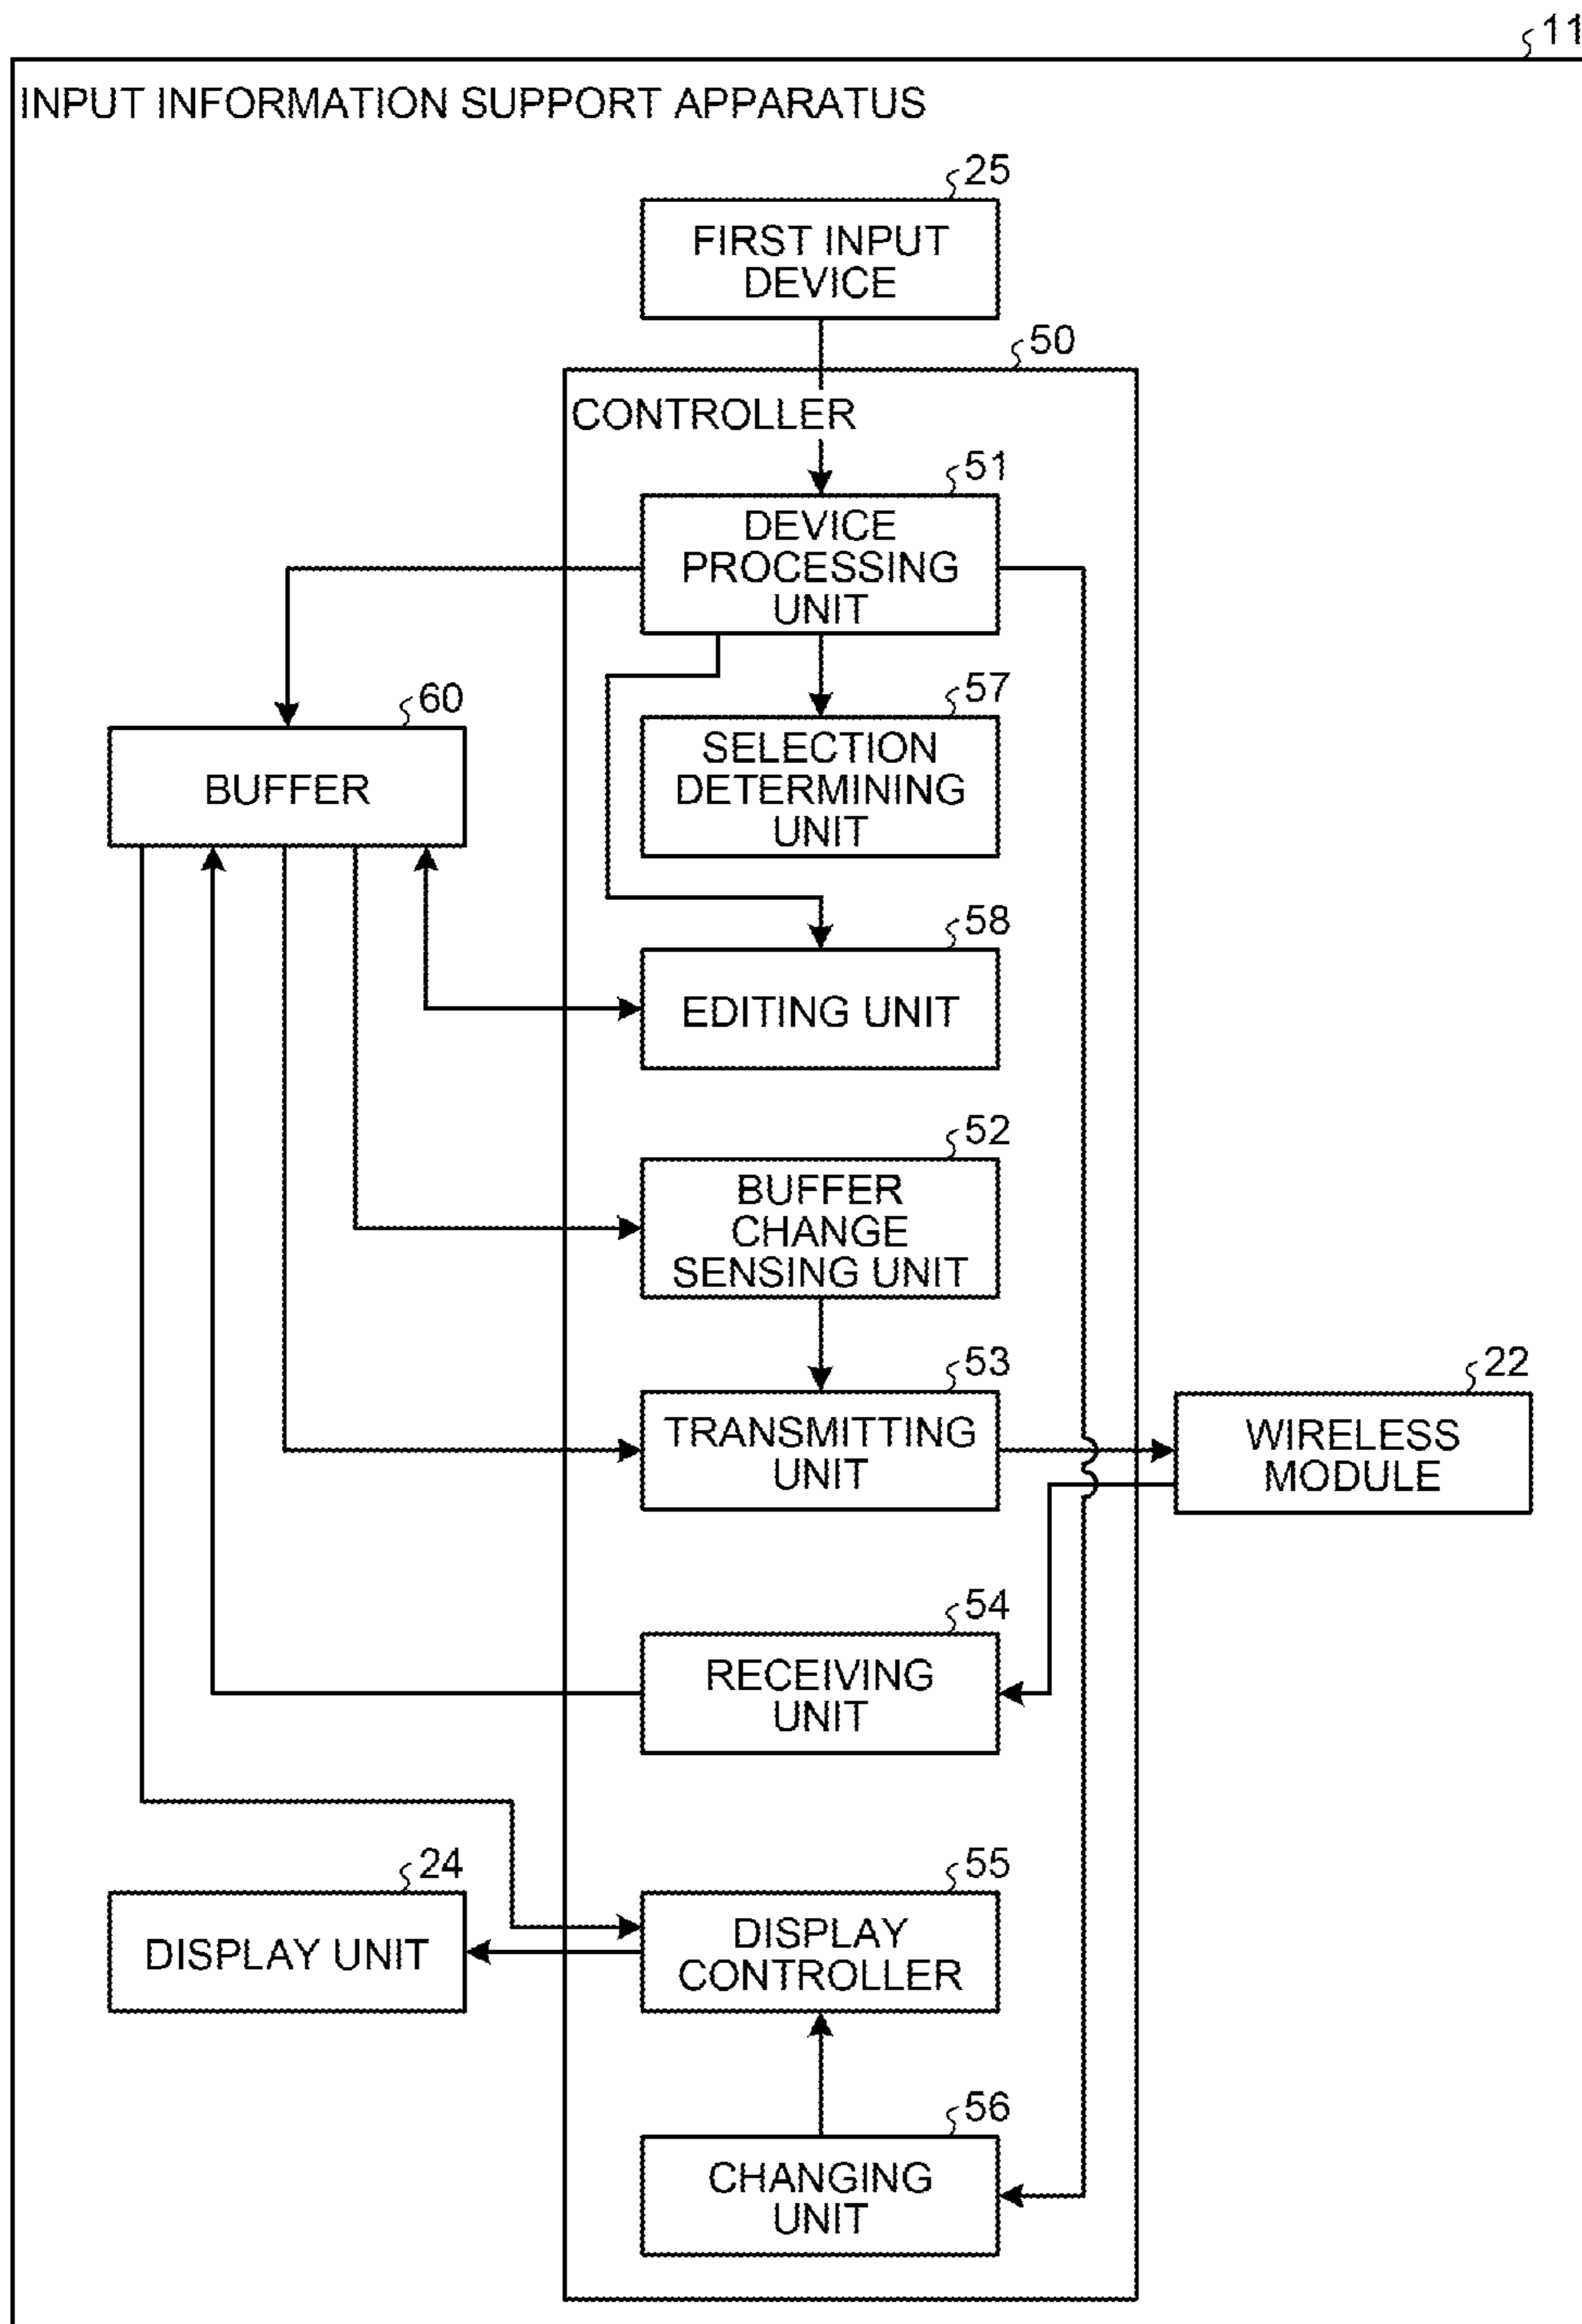 11
INPUT INFORMATION SUPPORT APPARATUS
25
FIRST INPUT
DEVICE
50
CONTROLLER
51
DEVICE
PROCESSING
UNIT
60
BUFFER
57
SELECTION
DETERMINING
UNIT
58
EDITING UNIT
52
BUFFER
CHANGE
SENSING UNIT
53
TRANSMITTING
UNIT
22
WIRELESS
MODULE
54
RECEIVING
UNIT
24
DISPLAY UNIT
55
DISPLAY
CONTROLLER
56
CHANGING
UNIT